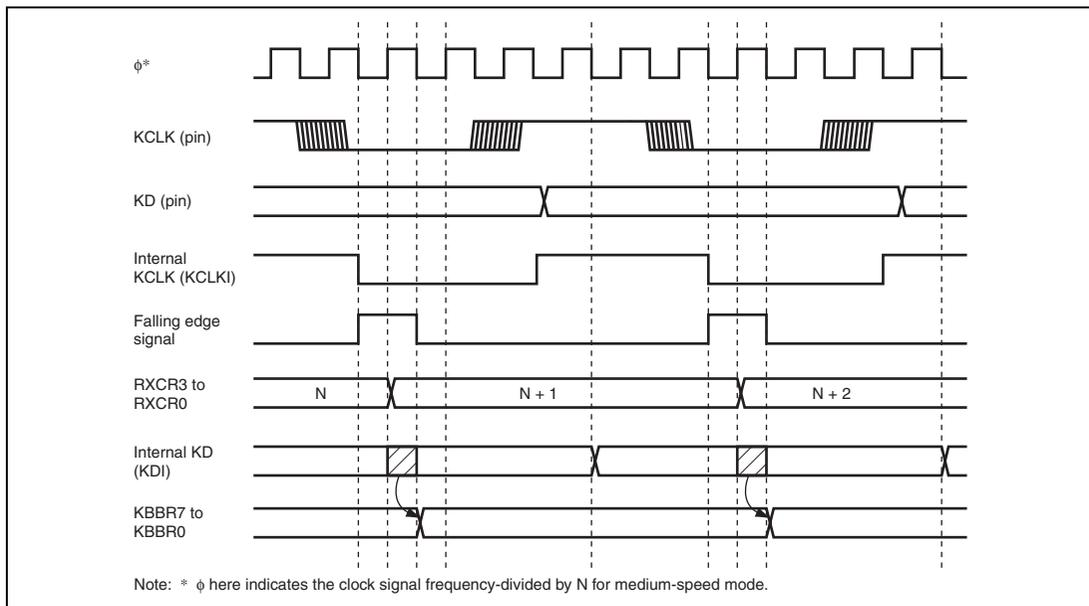 φ*
KCLK (pin)
KD (pin)
Internal
KCLK (KCLKI)
Falling edge
signal
RXCR3 to
RXCR0
N
N + 1
N + 2
Internal KD
(KDI)
KBBR7 to
KBBR0
Note: * φ here indicates the clock signal frequency-divided by N for medium-speed mode.